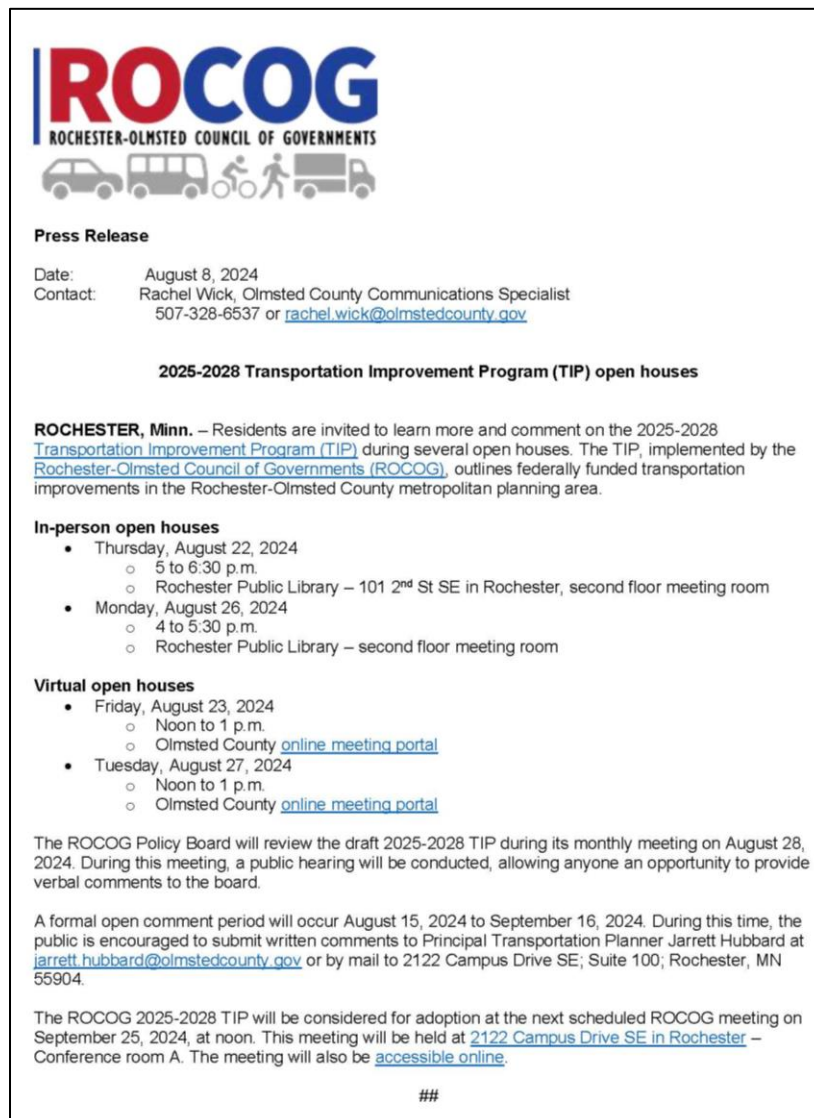 ROCOG
ROCHESTER-OLMSTED COUNCIL OF GOVERNMENTS
Press Release
Date: August 8, 2024
Contact: Rachel Wick, Olmsted County Communications Specialist
507-328-6537 or rachel.wick@olmstedcounty.gov
2025-2028 Transportation Improvement Program (TIP) open houses
ROCHESTER, Minn. – Residents are invited to learn more and comment on the 2025-2028
Transportation Improvement Program (TIP) during several open houses. The TIP, implemented by the
Rochester-Olmsted Council of Governments (ROCOG), outlines federally funded transportation
improvements in the Rochester-Olmsted County metropolitan planning area.
In-person open houses
• Thursday, August 22, 2024
o 5 to 6:30 p.m.
o Rochester Public Library – 101 2nd St SE in Rochester, second floor meeting room
• Monday, August 26, 2024
o 4 to 5:30 p.m.
o Rochester Public Library – second floor meeting room
Virtual open houses
• Friday, August 23, 2024
o Noon to 1 p.m.
o Olmsted County online meeting portal
• Tuesday, August 27, 2024
o Noon to 1 p.m.
o Olmsted County online meeting portal
The ROCOG Policy Board will review the draft 2025-2028 TIP during its monthly meeting on August 28,
2024. During this meeting, a public hearing will be conducted, allowing anyone an opportunity to provide
verbal comments to the board.
A formal open comment period will occur August 15, 2024 to September 16, 2024. During this time, the
public is encouraged to submit written comments to Principal Transportation Planner Jarrett Hubbard at
jarrett.hubbard@olmstedcounty.gov or by mail to 2122 Campus Drive SE; Suite 100; Rochester, MN
55904.
The ROCOG 2025-2028 TIP will be considered for adoption at the next scheduled ROCOG meeting on
September 25, 2024, at noon. This meeting will be held at 2122 Campus Drive SE in Rochester –
Conference room A. The meeting will also be accessible online.
##